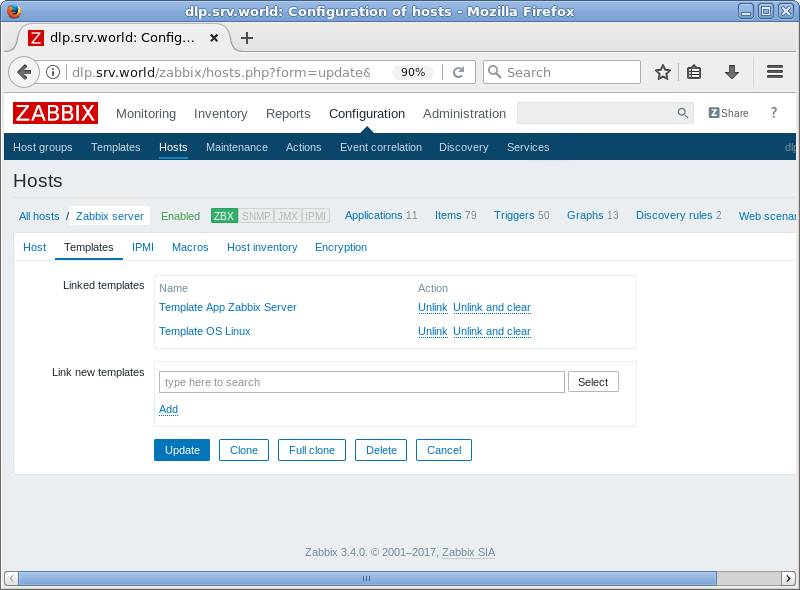 dlp.srv.world: Configuration of hosts - Mozilla Firefox
Z dlp.srv.world: Config...
dlp.srv.world/zabbix/hosts.php?form=update& 90% Search
ZABBIX Monitoring Inventory Reports Configuration Administration Z Share ?
Host groups Templates Hosts Maintenance Actions Event correlation Discovery Services dlp
Hosts
All hosts / Zabbix server Enabled ZBX SNMP JMX IPMI Applications 11 Items 79 Triggers 50 Graphs 13 Discovery rules 2 Web scenar
Host Templates IPMI Macros Host inventory Encryption
Linked templates Name Action
Template App Zabbix Server Unlink Unlink and clear
Template OS Linux Unlink Unlink and clear
Link new templates
type here to search Select
Add
Update Clone Full clone Delete Cancel
Zabbix 3.4.0. © 2001–2017, Zabbix SIA